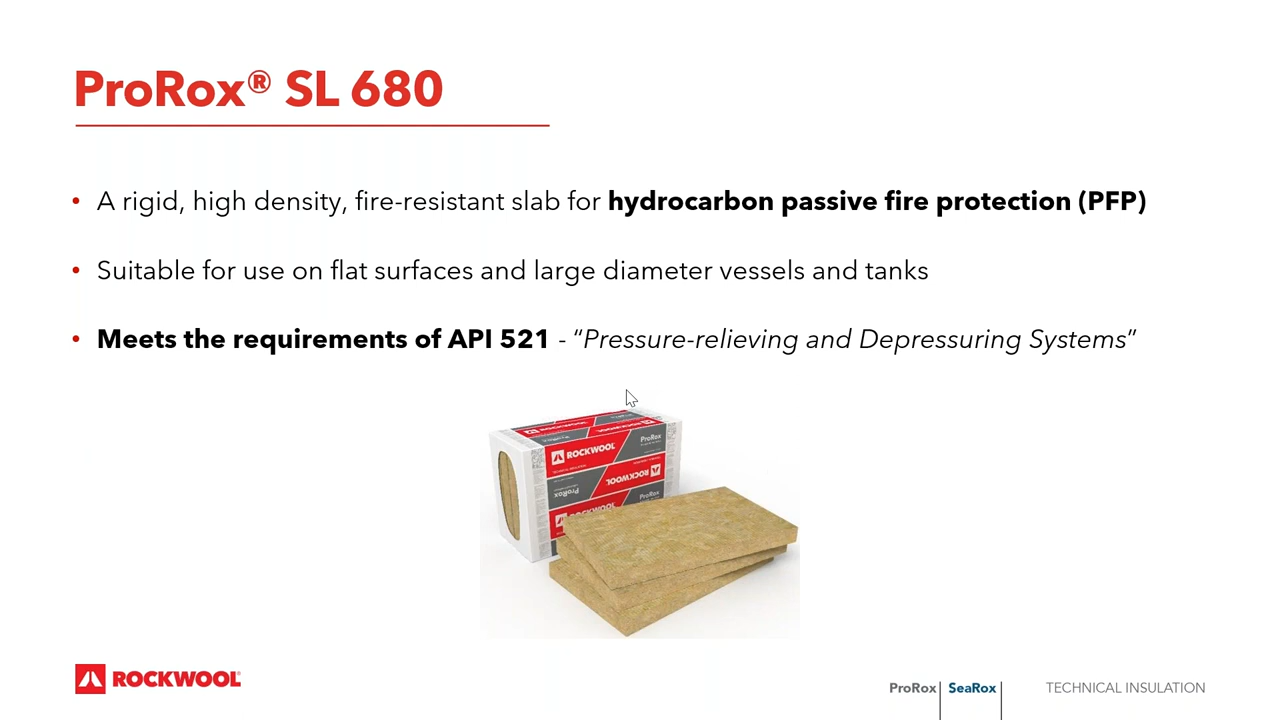 ProRox® SL 680
• A rigid, high density, fire-resistant slab for hydrocarbon passive fire protection (PFP)
• Suitable for use on flat surfaces and large diameter vessels and tanks
• Meets the requirements of API 521 - “Pressure-relieving and Depressuring Systems”
ROCKWOOL
ProRox
ROCKWOOL
ProRox
ROCKWOOL
ProRox
ROCKWOOL
ProRox SeaRox TECHNICAL INSULATION